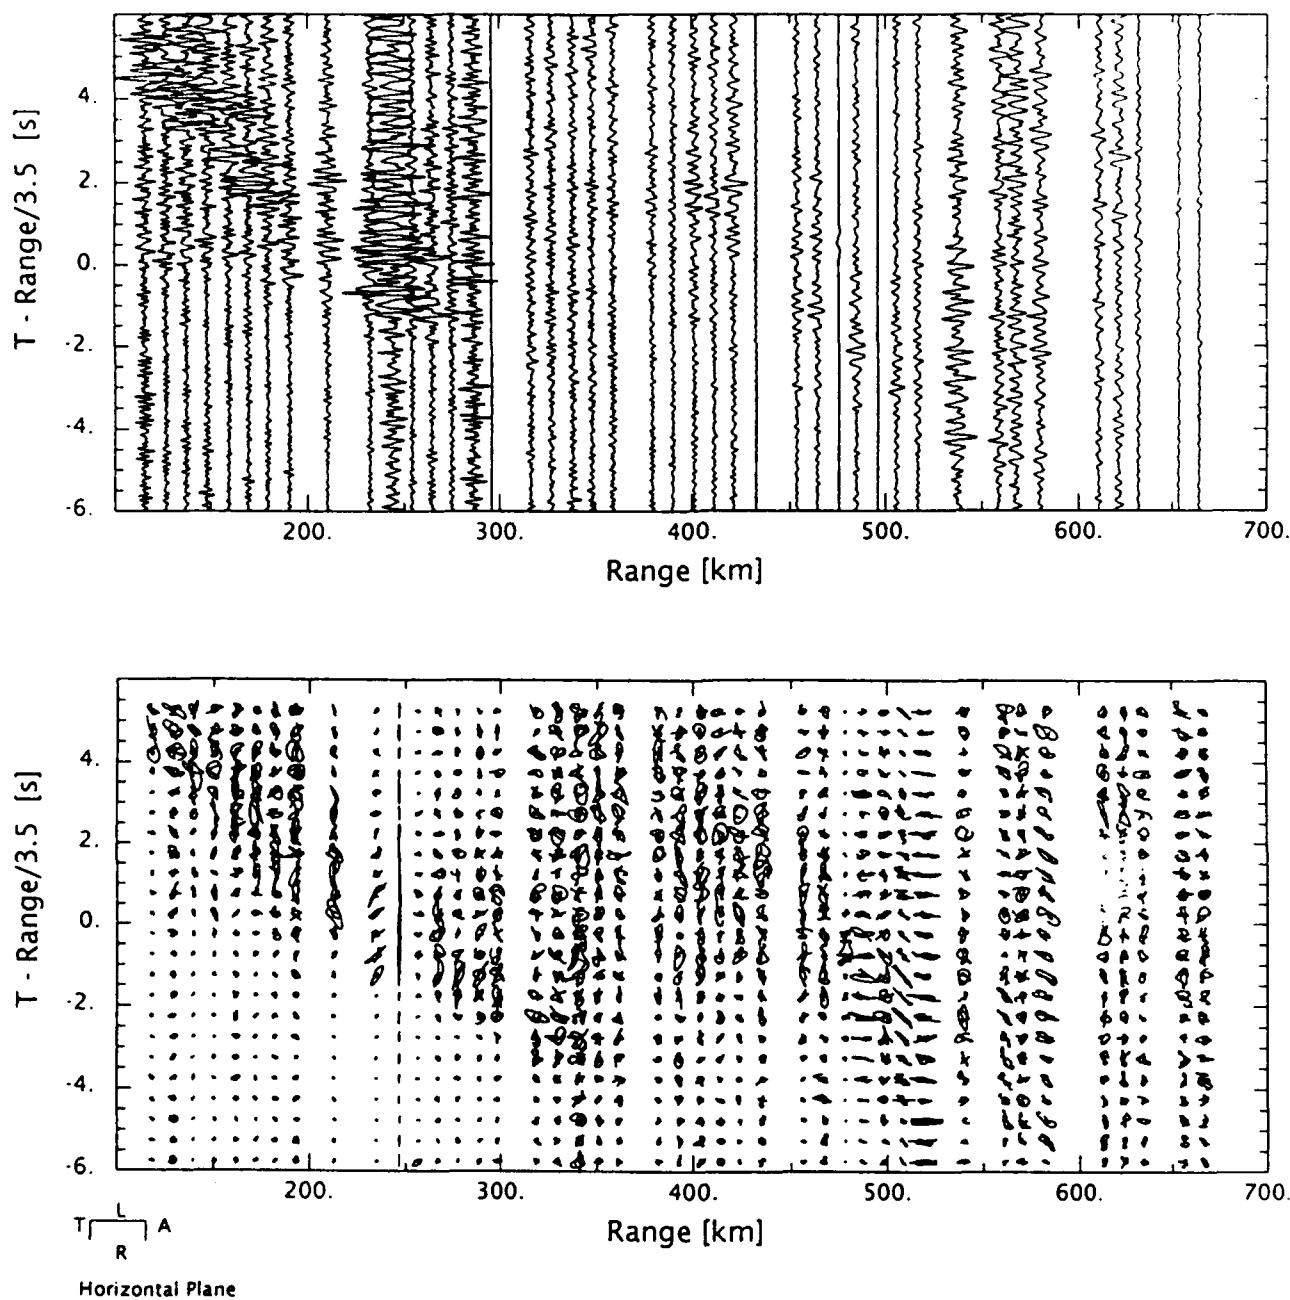 T - Range/3.5 [s]
4.
2.
0.
-2.
-4.
-6.
200. 300. 400. 500. 600. 700.
Range [km]
T - Range/3.5 [s]
4.
2.
0.
-2.
-4.
-6.
200. 300. 400. 500. 600. 700.
Range [km]
L
T A
R
Horizontal Plane